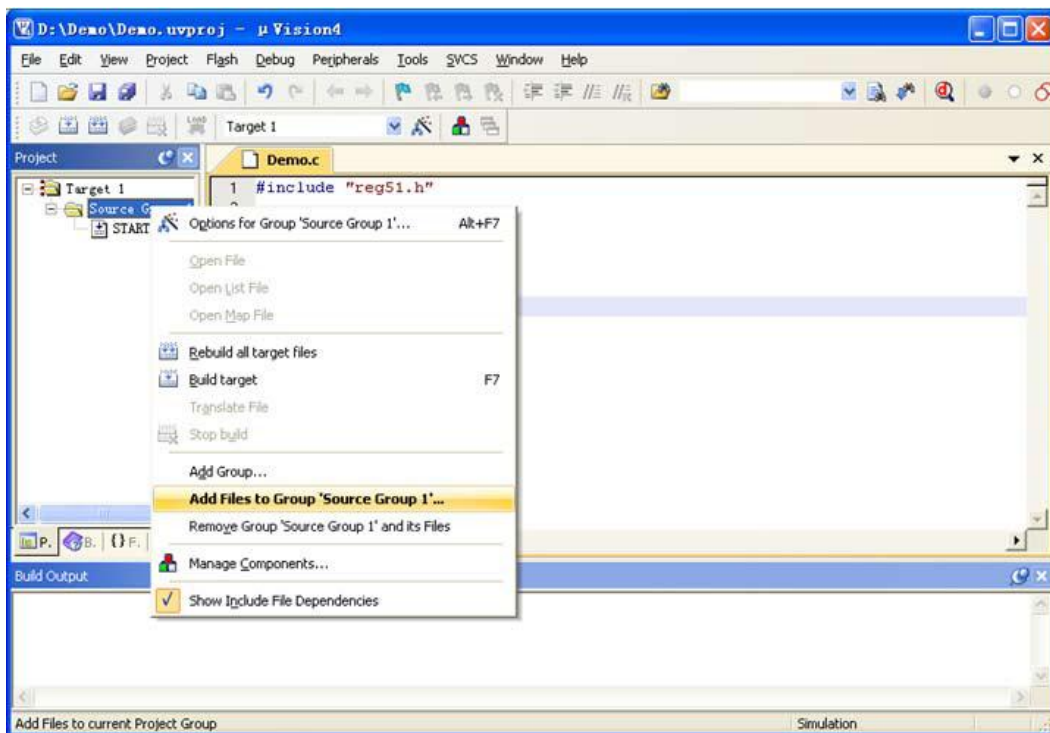 D:\Demo\Demo.uvproj - µVision4
File Edit View Project Flash Debug Peripherals Tools SVCS Window Help
Target 1
Project
Demo.c
Target 1
Source G
START
1 #include "reg51.h"
2
Options for Group 'Source Group 1'... Alt+F7
Open File
Open List File
Open Map File
Rebuild all target files
Build target F7
Translate File
Stop build
Add Group...
Add Files to Group 'Source Group 1'...
Remove Group 'Source Group 1' and its Files
Manage Components...
Show Include File Dependencies
P. B. {} F.
Build Output
Add Files to current Project Group Simulation